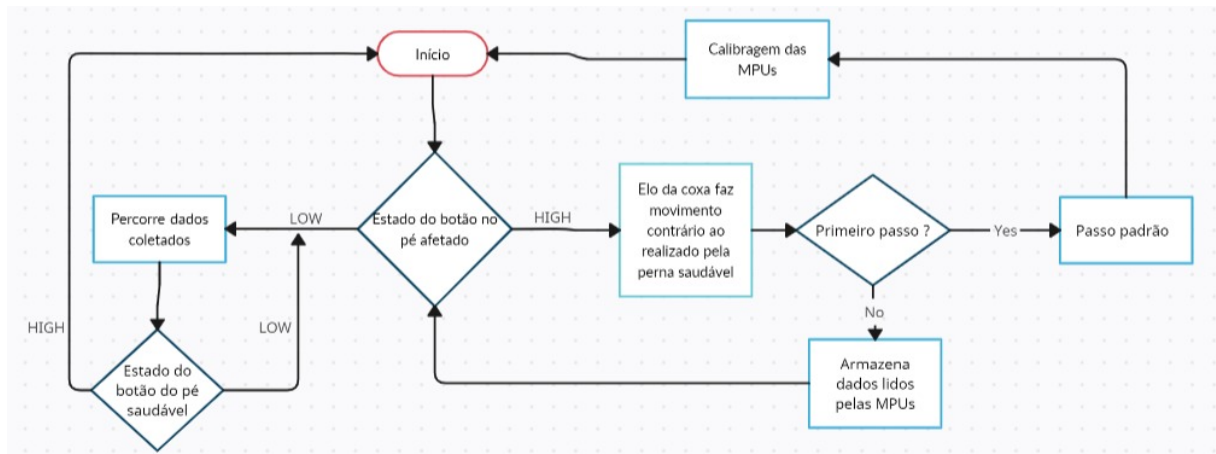 Início
Calibragem das
MPUs
Estado do botão no
pé afetado
LOW
HIGH
Percorre dados
coletados
Elo da coxa faz
movimento
contrário ao
realizado pela
perna saudável
Primeiro passo ?
Yes
Passo padrão
No
Armazena
dados lidos
pelas MPUs
HIGH
LOW
Estado do
botão do pé
saudável